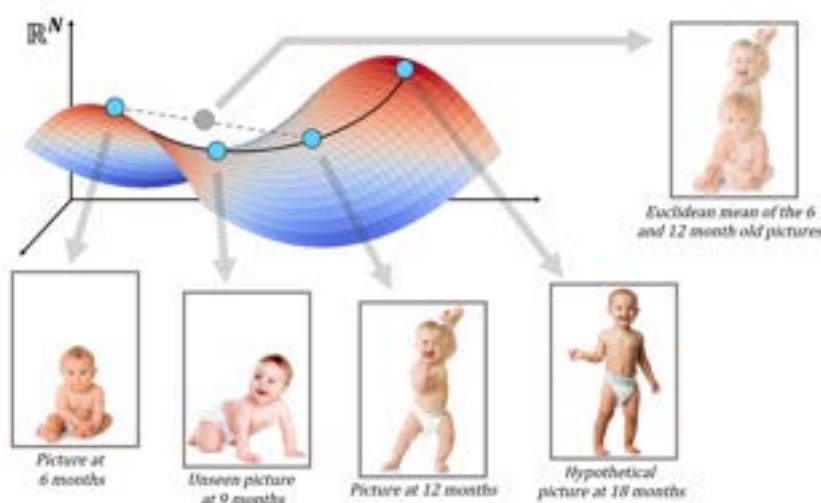 ℝᴺ
Euclidean mean of the 6
and 12 month old pictures
Picture at
6 months
Unseen picture
at 9 months
Picture at 12 months
Hypothetical
picture at 18 months